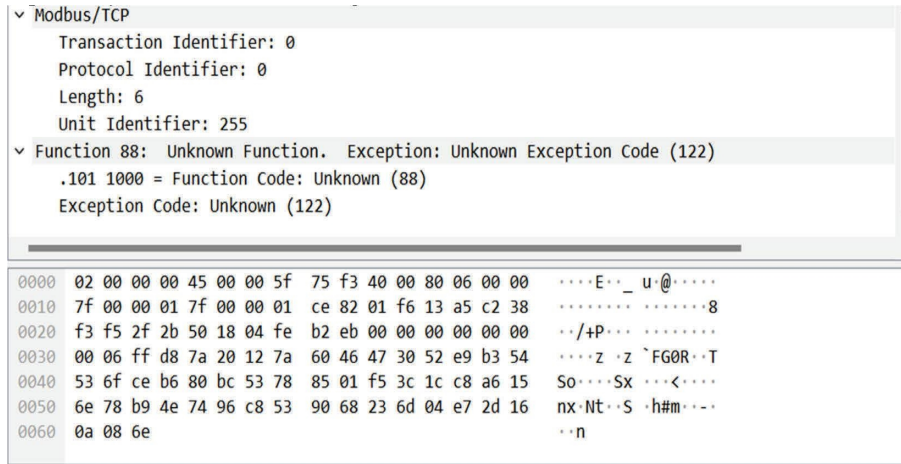 Modbus/TCP
Transaction Identifier: 0
Protocol Identifier: 0
Length: 6
Unit Identifier: 255
Function 88:  Unknown Function.  Exception: Unknown Exception Code (122)
.101 1000 = Function Code: Unknown (88)
Exception Code: Unknown (122)
0000  02 00 00 00 45 00 00 5f  75 f3 40 00 80 06 00 00  ····E··_ u·@·····
0010  7f 00 00 01 7f 00 00 01  ce 82 01 f6 13 a5 c2 38  ········ ·······8
0020  f3 f5 2f 2b 50 18 04 fe  b2 eb 00 00 00 00 00 00  ··/+P··· ········
0030  00 06 ff d8 7a 20 12 7a  60 46 47 30 52 e9 b3 54  ····z ·z `FG0R··T
0040  53 6f ce b6 80 bc 53 78  85 01 f5 3c 1c c8 a6 15  So····Sx ···<····
0050  6e 78 b9 4e 74 96 c8 53  90 68 23 6d 04 e7 2d 16  nx·Nt··S ·h#m··-·
0060  0a 08 6e  ··n